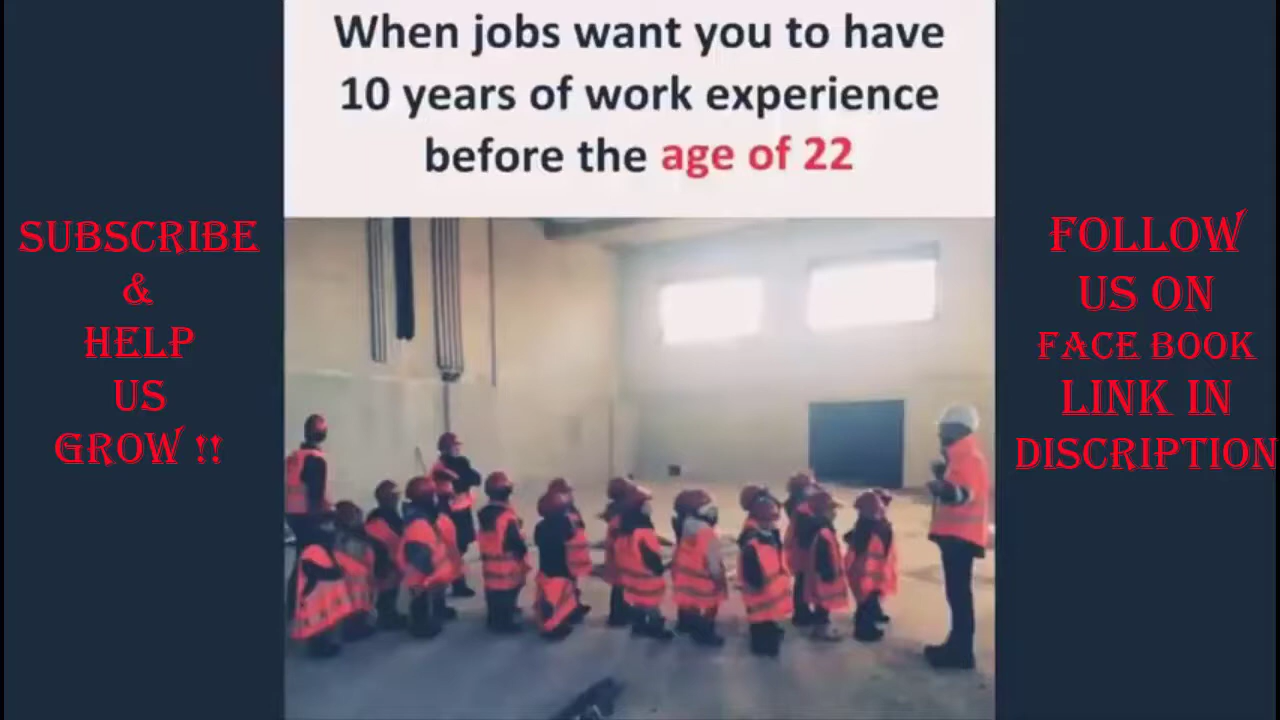 When jobs want you to have
10 years of work experience
before the age of 22
SUBSCRIBE
&
HELP
US
GROW !!
FOLLOW
US ON
FACE BOOK
LINK IN
DISCRIPTION